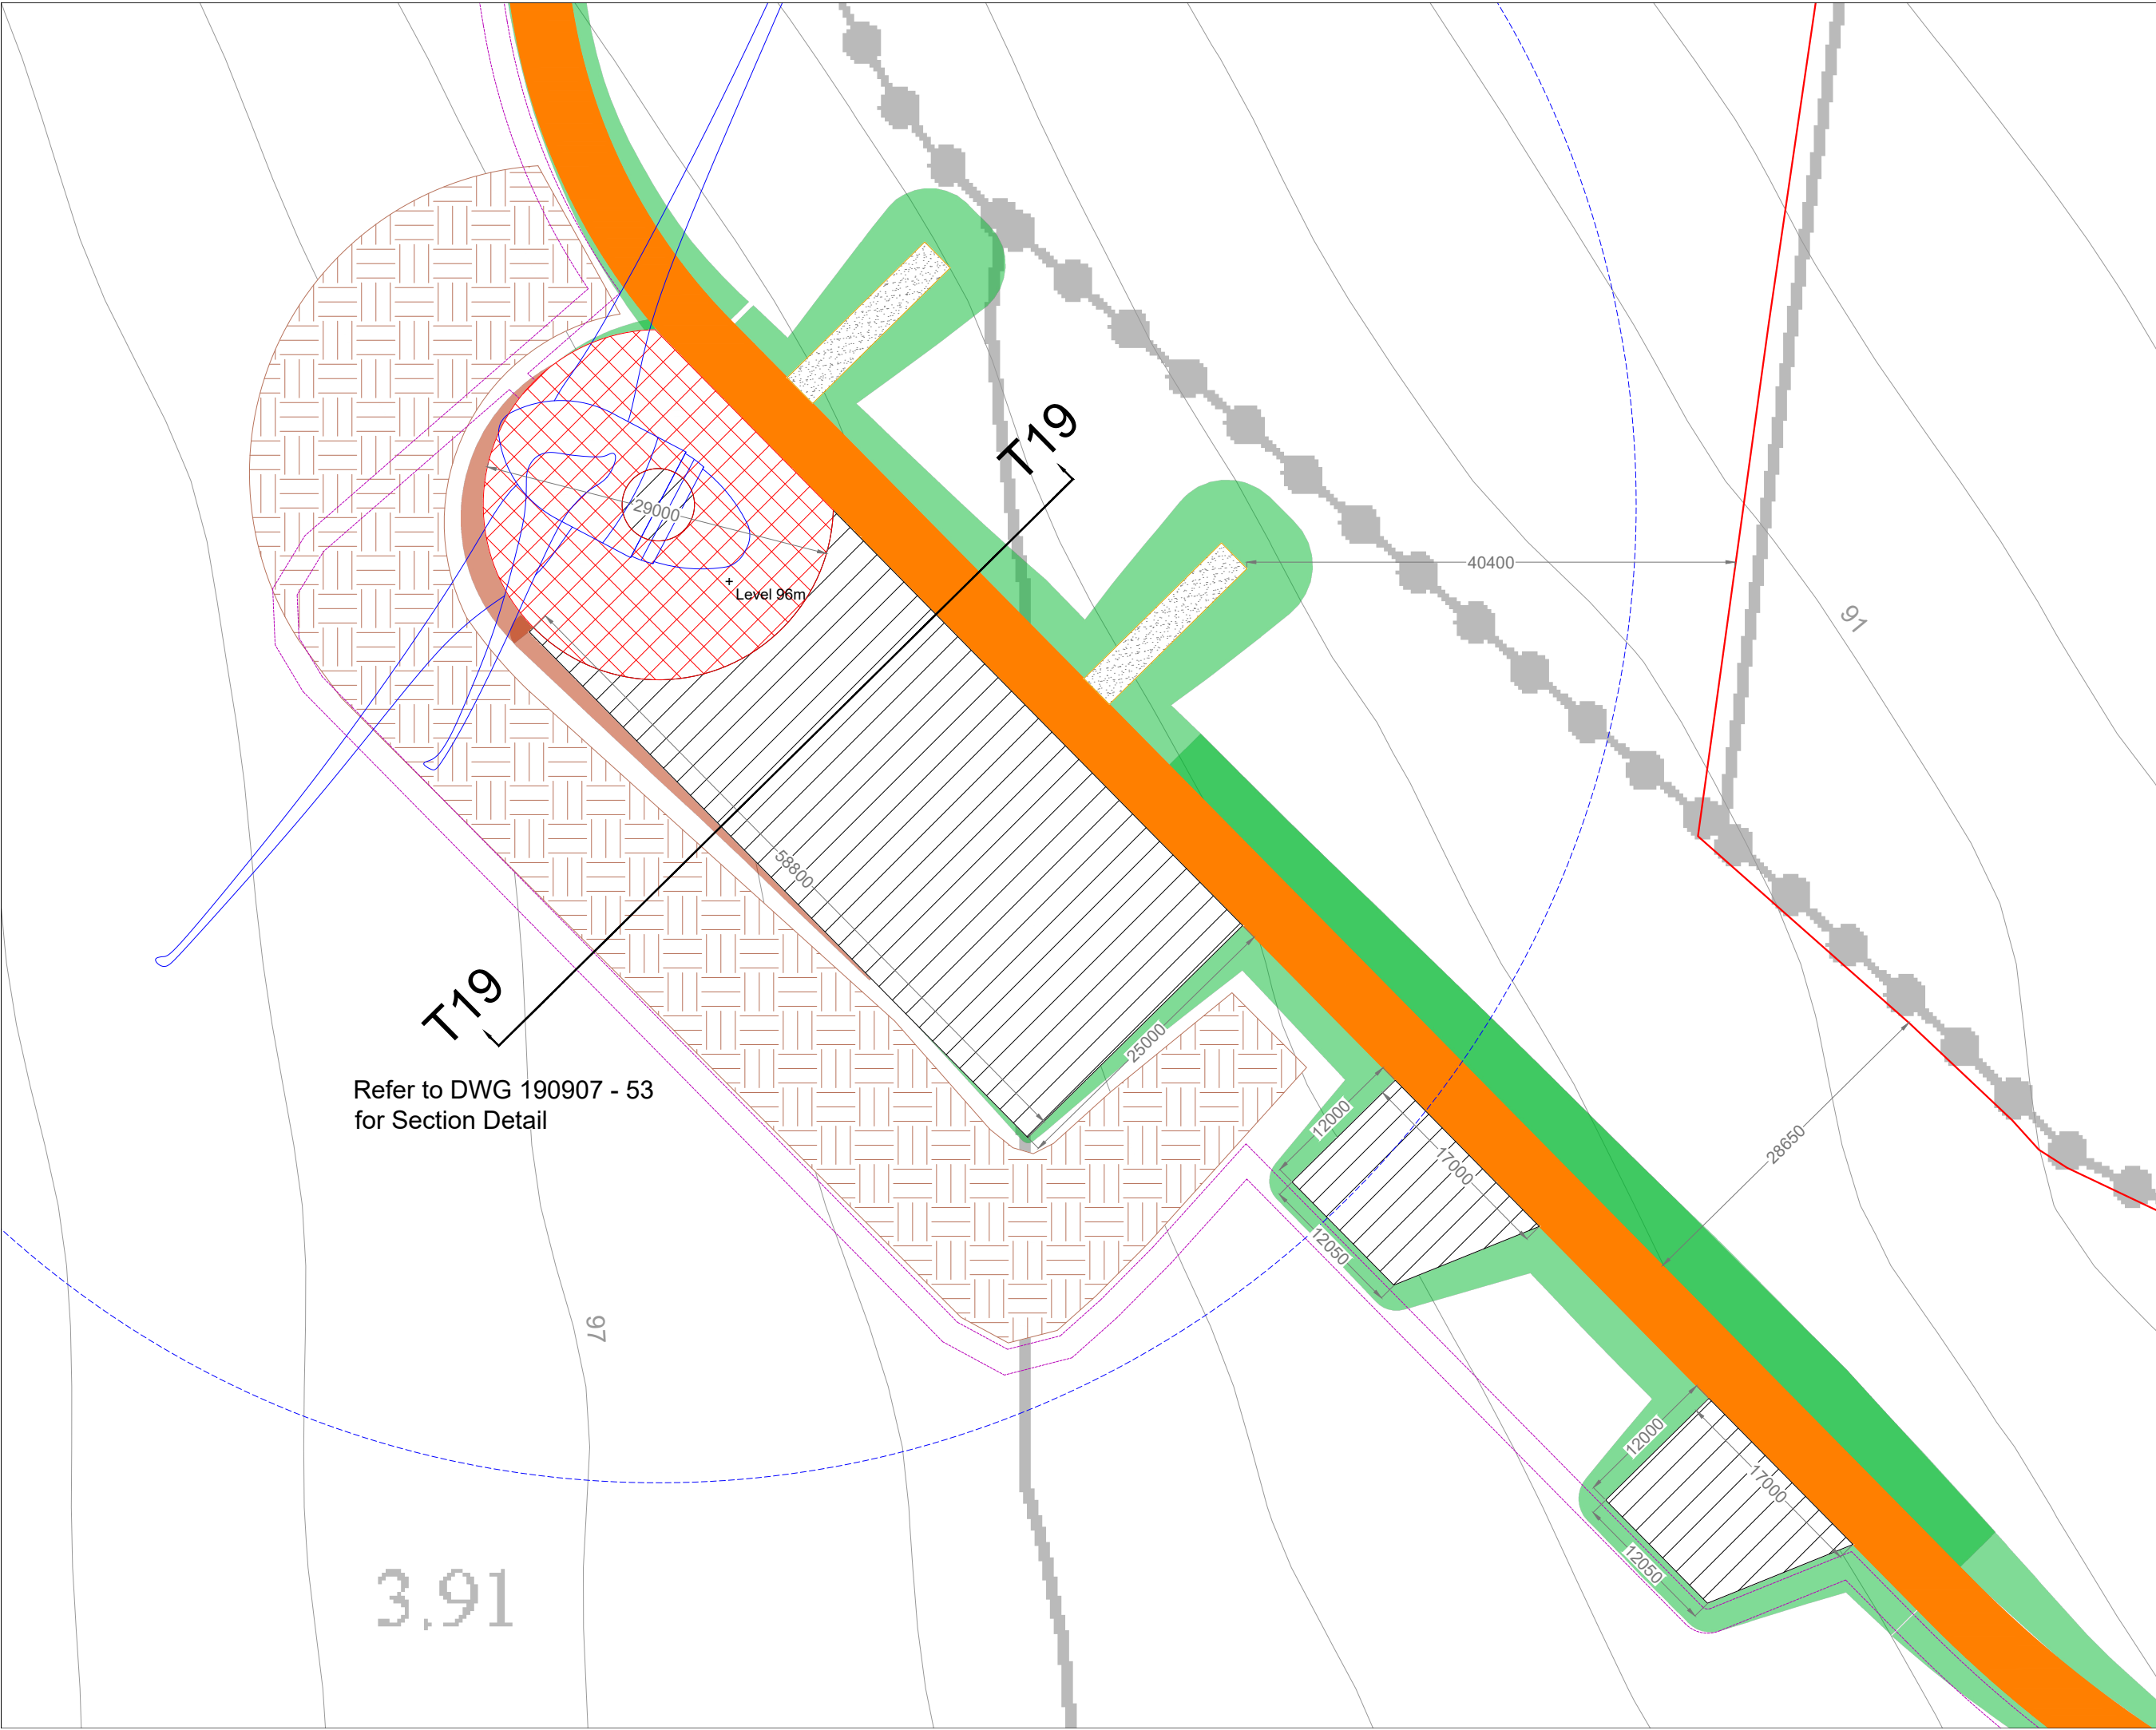 T19
29000
40400
Level 96m
91
58800
T19
25000
Refer to DWG 190907 - 53
for Section Detail
12000
17000
28650
12050
97
12000
17000
12050
3.91